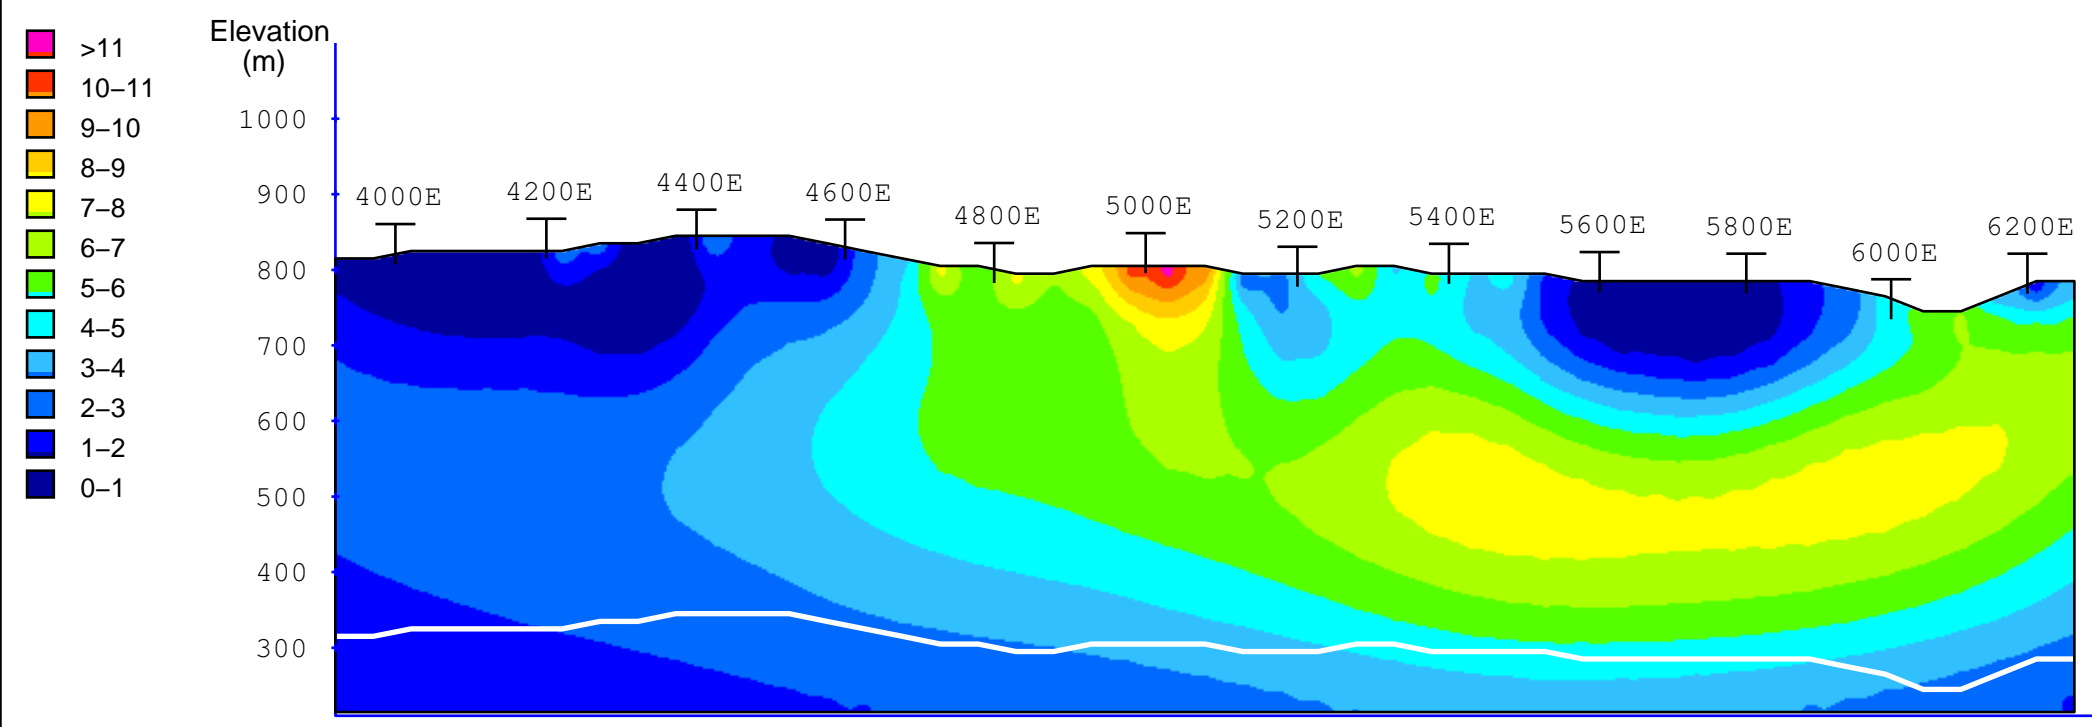 Elevation
(m)
>11
10–11
9–10
8–9
7–8
6–7
5–6
4–5
3–4
2–3
1–2
0–1
1000
900
800
700
600
500
400
300
4000E
4200E
4400E
4600E
4800E
5000E
5200E
5400E
5600E
5800E
6000E
6200E